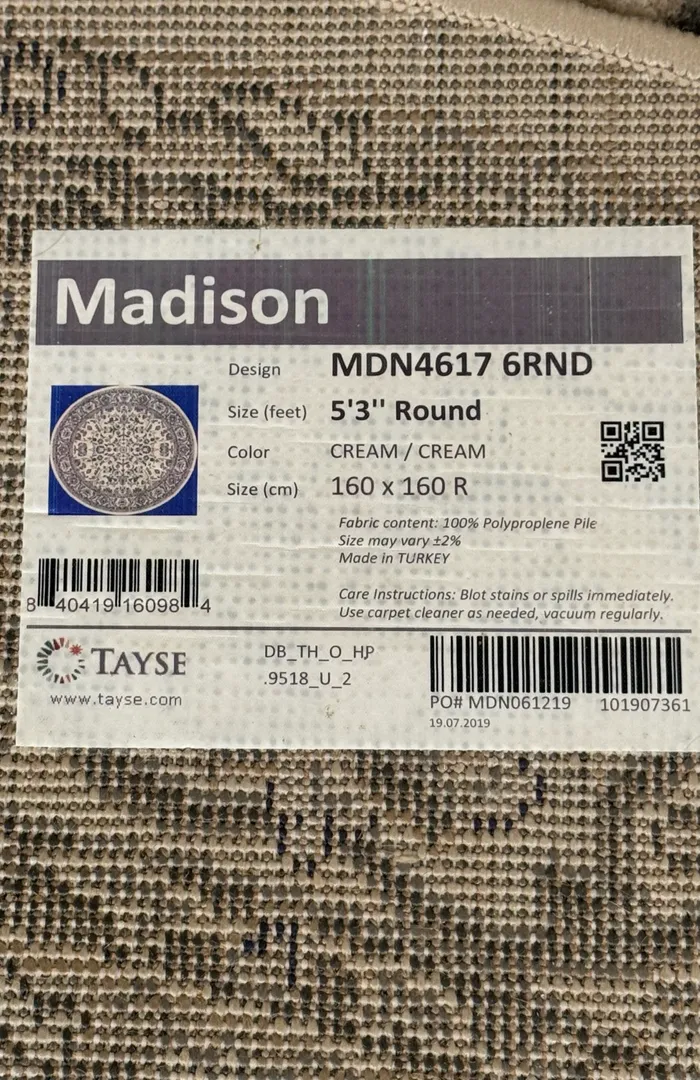 Madison
Design MDN4617 6RND
Size (feet) 5'3'' Round
Color CREAM / CREAM
Size (cm) 160 x 160 R
Fabric content: 100% Polyproplene Pile
Size may vary ±2%
Made in TURKEY
8 40419 16098 4
Care Instructions: Blot stains or spills immediately.
Use carpet cleaner as needed, vacuum regularly.
TAYSE
www.tayse.com
DB_TH_O_HP
.9518_U_2
PO# MDN061219 101907361
19.07.2019